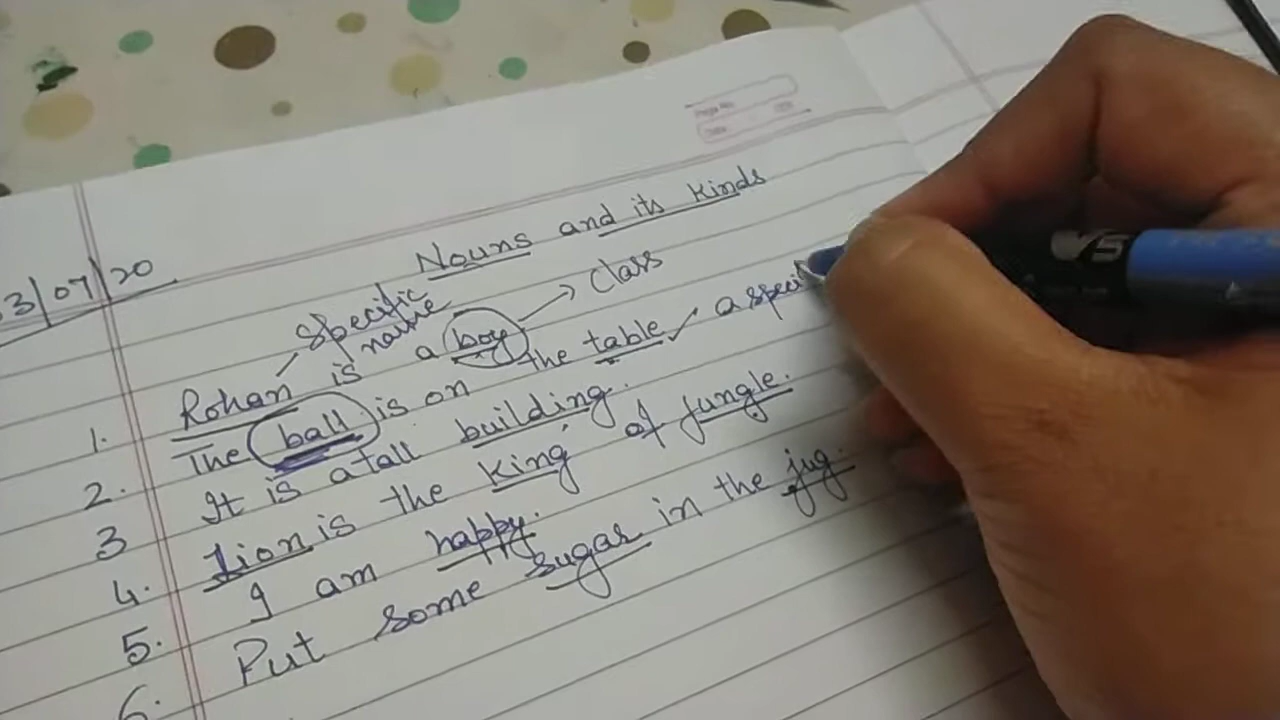 Nouns and its Kinds
3/07/20
specific
name
class
1. Rohan is a boy
2. The ball is on the table a speci
3 It is a tall building.
4. Lion is the King of jungle.
5. I am happy.
6. Put some sugar in the jug.
V5